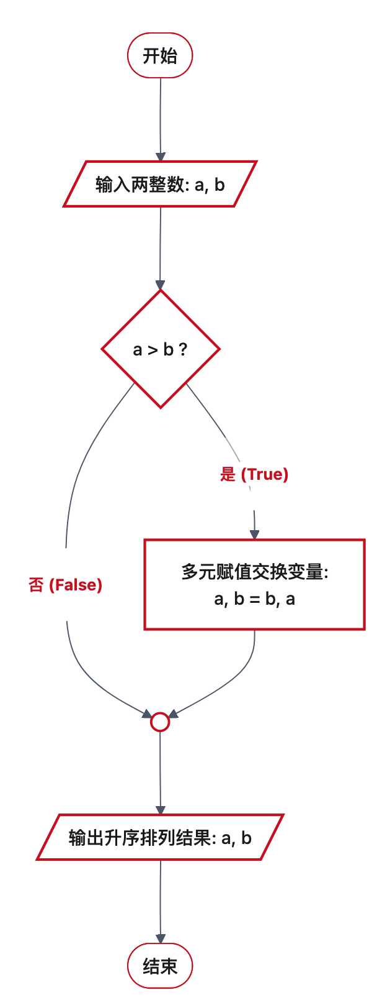 开始
输入两整数: a, b
a > b ?
是 (True)
多元赋值交换变量:
a, b = b, a
否 (False)
输出升序排列结果: a, b
结束